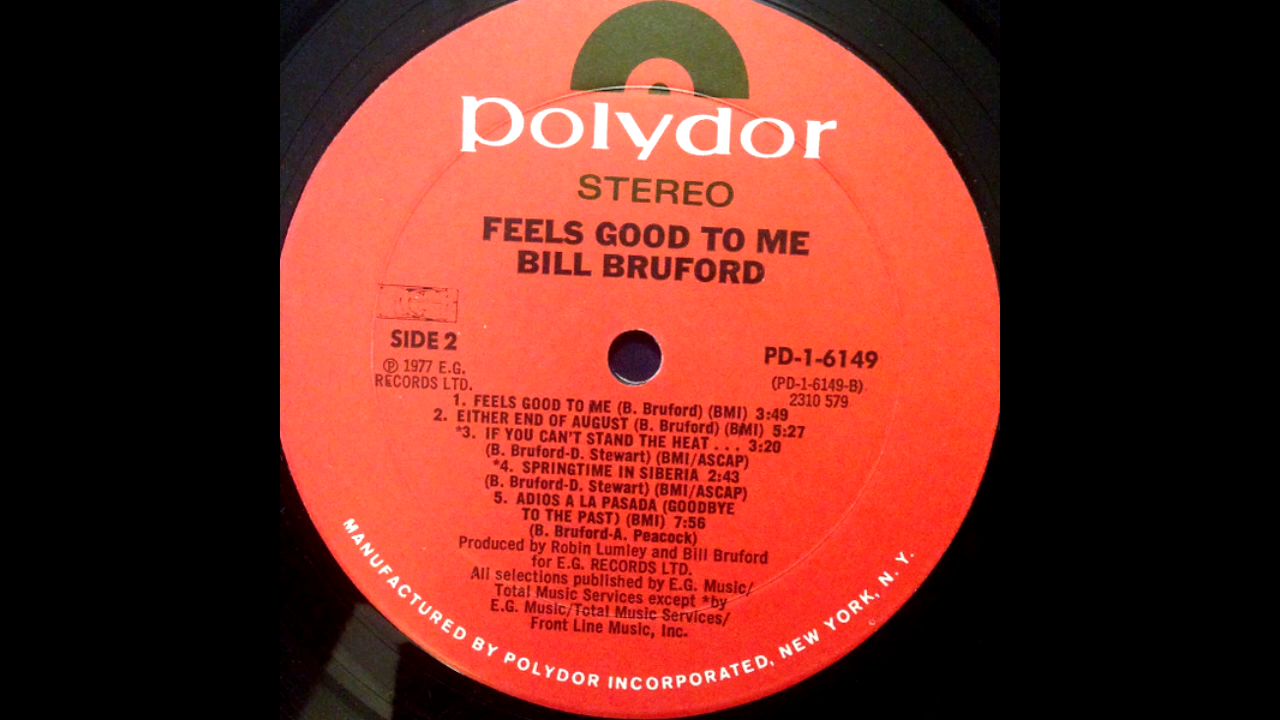 polydor
STEREO
FEELS GOOD TO ME
BILL BRUFORD
SIDE 2
℗ 1977 E.G.
RECORDS LTD.
PD-1-6149
(PD-1-6149-B)
2310 579
1. FEELS GOOD TO ME (B. Bruford) (BMI) 3:49
2. EITHER END OF AUGUST (B. Bruford) (BMI) 5:27
*3. IF YOU CAN'T STAND THE HEAT . . . 3:20
(B. Bruford-D. Stewart) (BMI/ASCAP)
*4. SPRINGTIME IN SIBERIA 2:43
(B. Bruford-D. Stewart) (BMI/ASCAP)
5. ADIOS A LA PASADA (GOODBYE
TO THE PAST) (BMI) 7:56
(B. Bruford-A. Peacock)
Produced by Robin Lumley and Bill Bruford
for E.G. RECORDS LTD.
All selections published by E.G. Music/
Total Music Services except *by
E.G. Music/Total Music Services/
Front Line Music, Inc.
MANUFACTURED BY POLYDOR INCORPORATED, NEW YORK, N. Y.